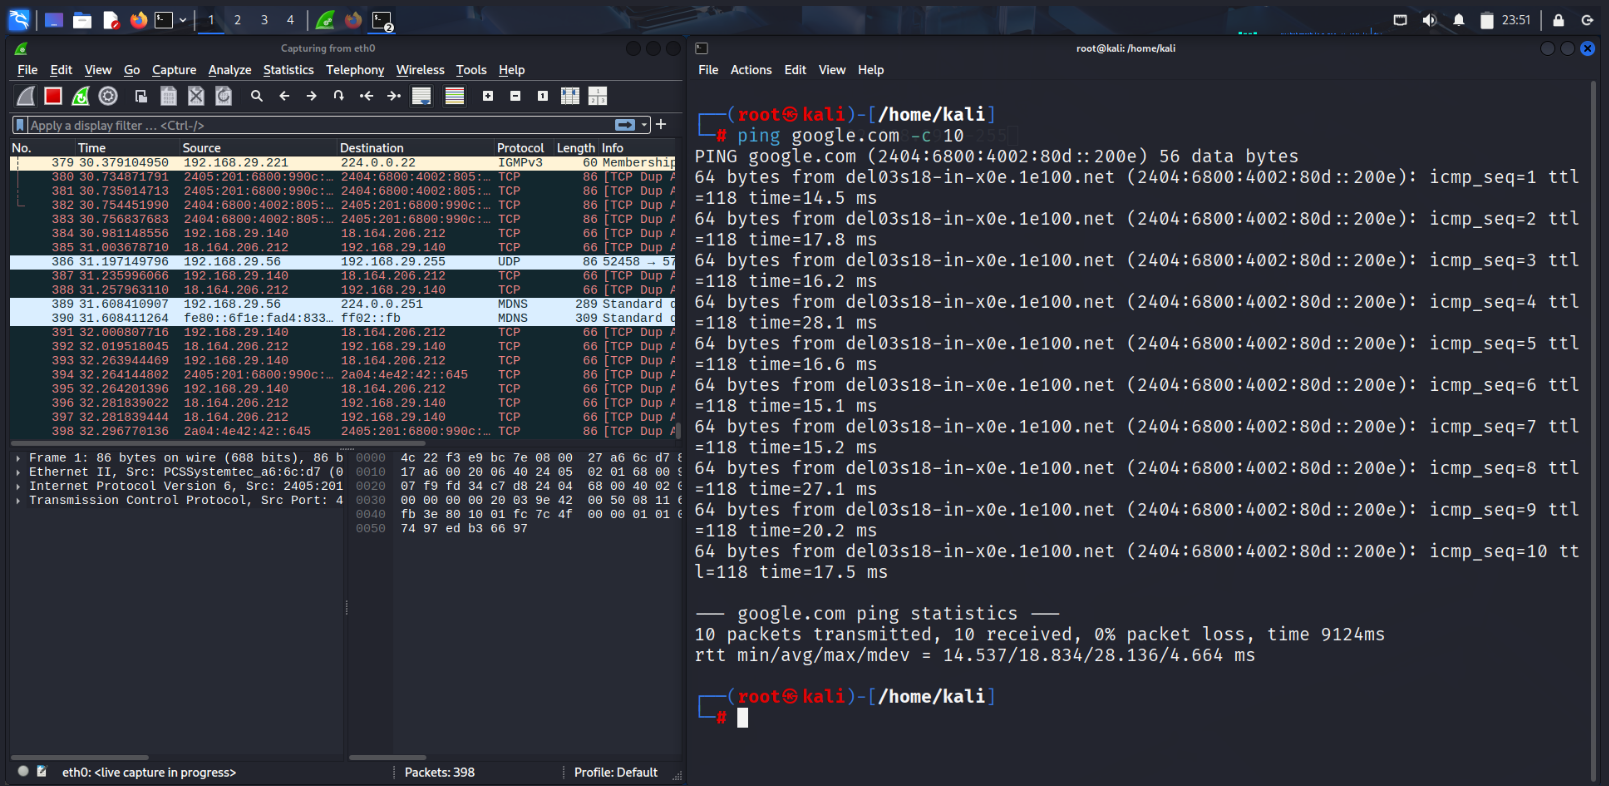 1 2 3 4 2 23:51
Capturing from eth0
File Edit View Go Capture Analyze Statistics Telephony Wireless Tools Help
Apply a display filter ... <Ctrl-/>
No. Time Source Destination Protocol Length Info
379 30.379104950 192.168.29.221 224.0.0.22 IGMPv3 60 Membership
380 30.734871791 2405:201:6800:990c:… 2404:6800:4002:805:… TCP 86 [TCP Dup A
381 30.735014713 2405:201:6800:990c:… 2404:6800:4002:805:… TCP 86 [TCP Dup A
382 30.754451990 2404:6800:4002:805:… 2405:201:6800:990c:… TCP 86 [TCP Dup A
383 30.756837683 2404:6800:4002:805:… 2405:201:6800:990c:… TCP 86 [TCP Dup A
384 30.981148556 192.168.29.140 18.164.206.212 TCP 66 [TCP Dup A
385 31.003678710 18.164.206.212 192.168.29.140 TCP 66 [TCP Dup A
386 31.197149796 192.168.29.56 192.168.29.255 UDP 86 52458 → 57
387 31.235996066 192.168.29.140 18.164.206.212 TCP 66 [TCP Dup A
388 31.257963110 18.164.206.212 192.168.29.140 TCP 66 [TCP Dup A
389 31.608410907 192.168.29.56 224.0.0.251 MDNS 289 Standard q
390 31.608411264 fe80::6f1e:fad4:833… ff02::fb MDNS 309 Standard q
391 32.000807716 192.168.29.140 18.164.206.212 TCP 66 [TCP Dup A
392 32.019518045 18.164.206.212 192.168.29.140 TCP 66 [TCP Dup A
393 32.263944469 192.168.29.140 18.164.206.212 TCP 66 [TCP Dup A
394 32.264144802 2405:201:6800:990c:… 2a04:4e42:42::645 TCP 86 [TCP Dup A
395 32.264201396 192.168.29.140 18.164.206.212 TCP 66 [TCP Dup A
396 32.281839022 18.164.206.212 192.168.29.140 TCP 66 [TCP Dup A
397 32.281839444 18.164.206.212 192.168.29.140 TCP 66 [TCP Dup A
398 32.296770136 2a04:4e42:42::645 2405:201:6800:990c:… TCP 86 [TCP Dup A
Frame 1: 86 bytes on wire (688 bits), 86 b
Ethernet II, Src: PCSSystemtec_a6:6c:d7 (0
Internet Protocol Version 6, Src: 2405:201
Transmission Control Protocol, Src Port: 4
0000 4c 22 f3 e9 bc 7e 08 00 27 a6 6c d7 8
0010 17 a6 00 20 06 40 24 05 02 01 68 00 9
0020 07 f9 fd 34 c7 d8 24 04 68 00 40 02 0
0030 00 00 00 00 20 03 9e 42 00 50 08 11 6
0040 fb 3e 80 10 01 fc 7c 4f 00 00 01 01 0
0050 74 97 ed b3 66 97
eth0: <live capture in progress> Packets: 398 Profile: Default
root@kali: /home/kali
File Actions Edit View Help
(root㉿kali)-[/home/kali]
# ping google.com -c 10
PING google.com (2404:6800:4002:80d::200e) 56 data bytes
64 bytes from del03s18-in-x0e.1e100.net (2404:6800:4002:80d::200e): icmp_seq=1 ttl
=118 time=14.5 ms
64 bytes from del03s18-in-x0e.1e100.net (2404:6800:4002:80d::200e): icmp_seq=2 ttl
=118 time=17.8 ms
64 bytes from del03s18-in-x0e.1e100.net (2404:6800:4002:80d::200e): icmp_seq=3 ttl
=118 time=16.2 ms
64 bytes from del03s18-in-x0e.1e100.net (2404:6800:4002:80d::200e): icmp_seq=4 ttl
=118 time=28.1 ms
64 bytes from del03s18-in-x0e.1e100.net (2404:6800:4002:80d::200e): icmp_seq=5 ttl
=118 time=16.6 ms
64 bytes from del03s18-in-x0e.1e100.net (2404:6800:4002:80d::200e): icmp_seq=6 ttl
=118 time=15.1 ms
64 bytes from del03s18-in-x0e.1e100.net (2404:6800:4002:80d::200e): icmp_seq=7 ttl
=118 time=15.2 ms
64 bytes from del03s18-in-x0e.1e100.net (2404:6800:4002:80d::200e): icmp_seq=8 ttl
=118 time=27.1 ms
64 bytes from del03s18-in-x0e.1e100.net (2404:6800:4002:80d::200e): icmp_seq=9 ttl
=118 time=20.2 ms
64 bytes from del03s18-in-x0e.1e100.net (2404:6800:4002:80d::200e): icmp_seq=10 tt
l=118 time=17.5 ms
--- google.com ping statistics ---
10 packets transmitted, 10 received, 0% packet loss, time 9124ms
rtt min/avg/max/mdev = 14.537/18.834/28.136/4.664 ms
(root㉿kali)-[/home/kali]
#